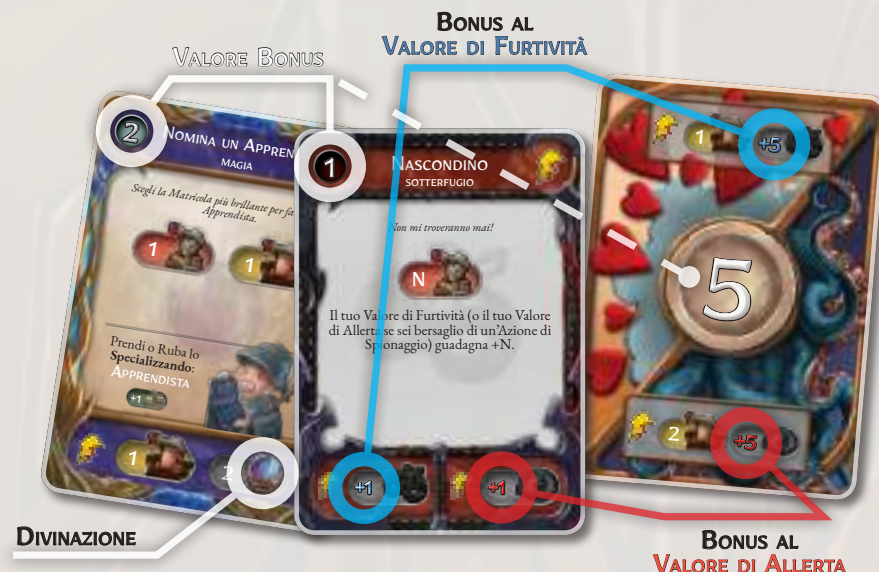 Bonus al
Valore di Furtività
Valore Bonus
2
Nomina un Appren
magia
Scegli la Matricola più brillante per fa
Apprendista.
1
1
Prendi o Ruba lo
Specializzando:
Apprendista
+1
1
2
Divinazione
1
Nascondino
sotterfugio
Non mi troveranno mai!
N
Il tuo Valore di Furtività (o il tuo Valore
di Allerta se sei bersaglio di un'Azione di
Spionaggio) guadagna +N.
+1
+1
1
+5
5
2
+5
Bonus al
Valore di Allerta